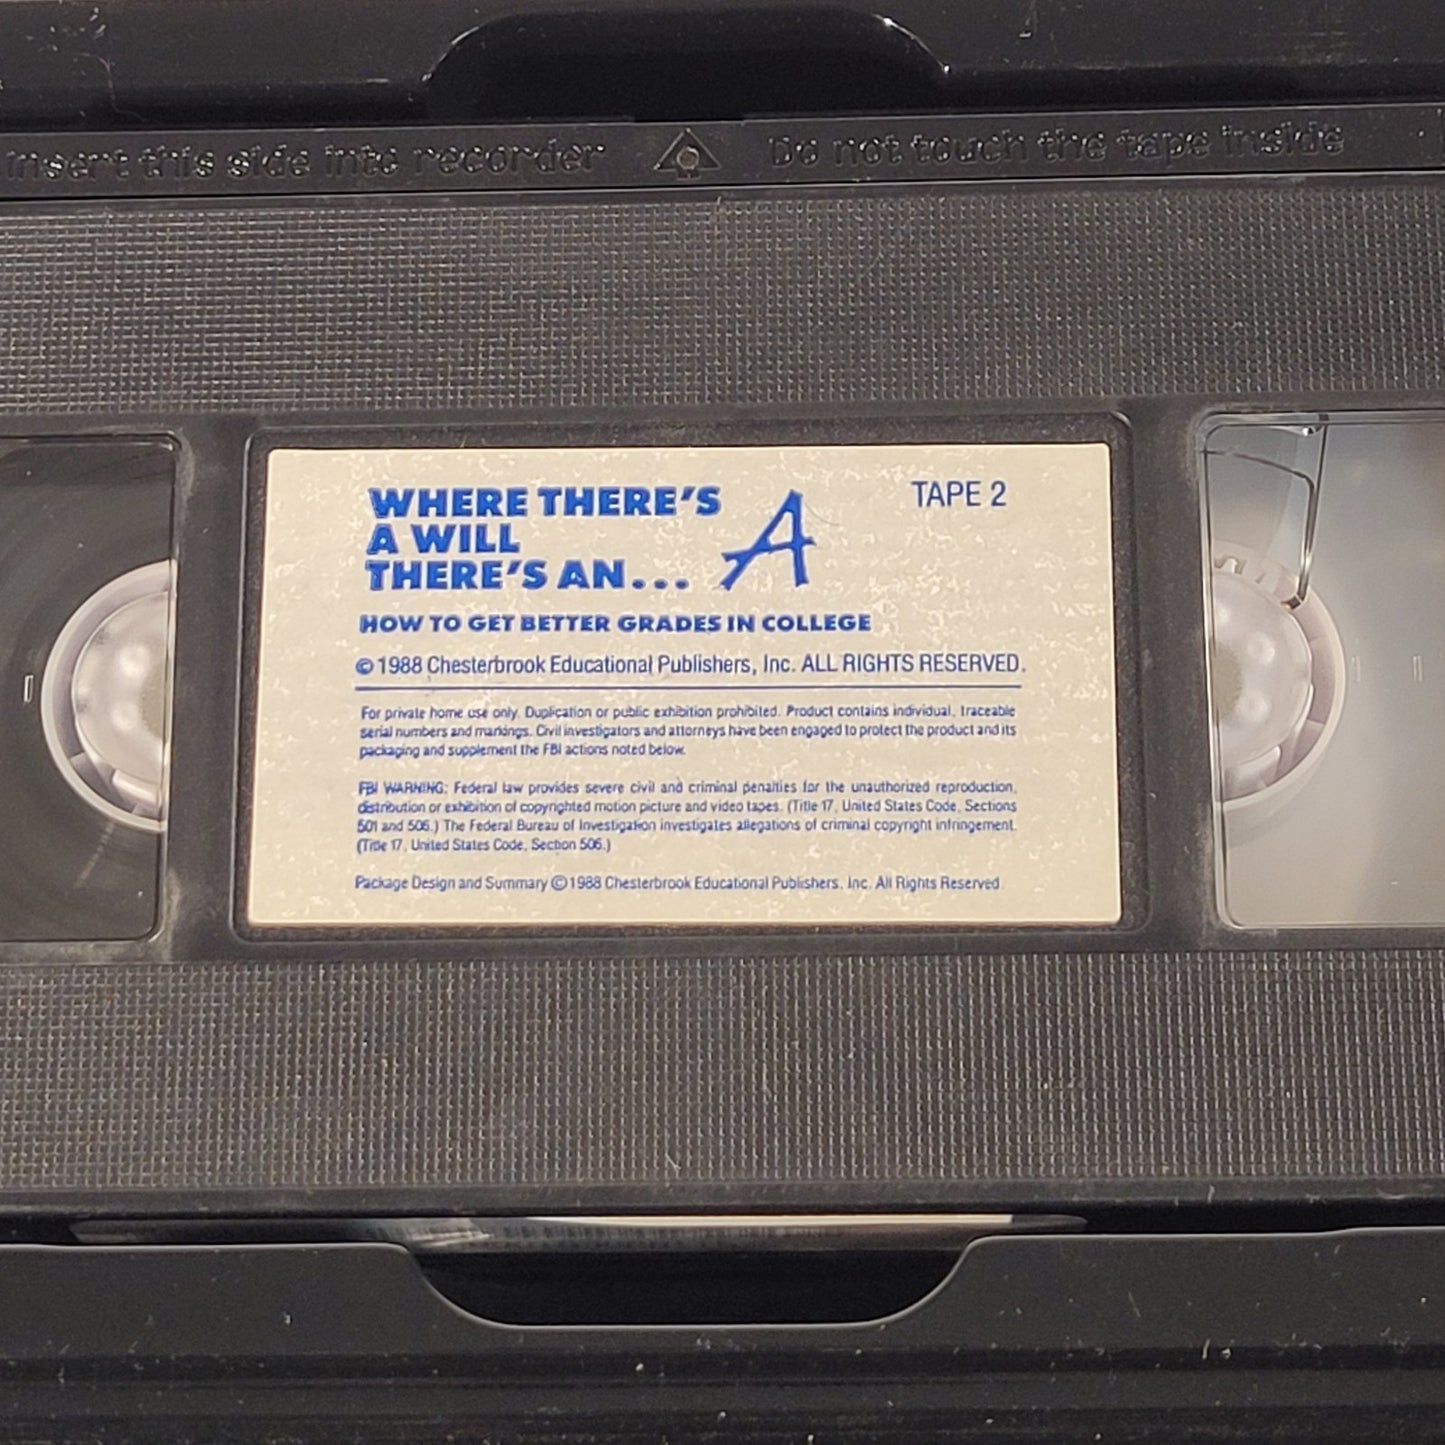 Insert this side into recorder Do not touch the tape inside
WHERE THERE'S
A WILL
THERE'S AN... A
TAPE 2
HOW TO GET BETTER GRADES IN COLLEGE
© 1988 Chesterbrook Educational Publishers, Inc. ALL RIGHTS RESERVED.
For private home use only. Duplication or public exhibition prohibited. Product contains individual, traceable
serial numbers and markings. Civil investigators and attorneys have been engaged to protect the product and its
packaging and supplement the FBI actions noted below.
FBI WARNING: Federal law provides severe civil and criminal penalties for the unauthorized reproduction,
distribution or exhibition of copyrighted motion picture and video tapes. (Title 17, United States Code, Sections
501 and 506.) The Federal Bureau of Investigation investigates allegations of criminal copyright infringement.
(Title 17, United States Code, Section 506.)
Package Design and Summary © 1988 Chesterbrook Educational Publishers, Inc. All Rights Reserved.